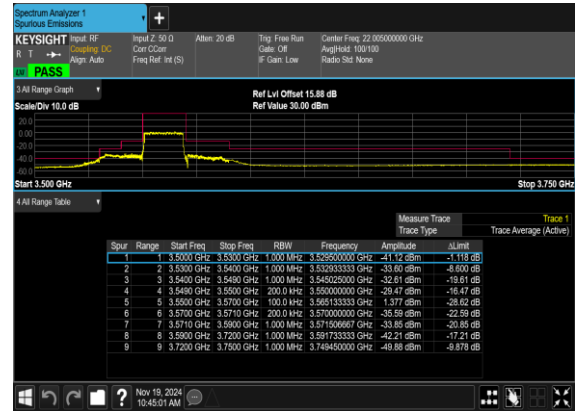 Spectrum Analyzer 1
Spurious Emissions
+
KEYSIGHT Input: RF Input Z: 50 Ω Atten: 20 dB Trig: Free Run Center Freq: 22.005000000 GHz
R T Coupling: DC Corr CCorr Gate: Off Avg|Hold: 100/100
Align: Auto Freq Ref: Int (S) IF Gain: Low Radio Std: None
LVI PASS
3 All Range Graph
Ref Lvl Offset 15.88 dB
Scale/Div 10.0 dB Ref Value 30.00 dBm
20.0
0.00
-20.0
-40.0
-60.0
Start 3.500 GHz Stop 3.750 GHz
4 All Range Table
Measure Trace Trace 1
Trace Type Trace Average (Active)
Spur Range Start Freq Stop Freq RBW Frequency Amplitude ΔLimit
1 1 3.5000 GHz 3.5300 GHz 1.000 MHz 3.529500000 GHz -41.12 dBm -1.118 dB
2 2 3.5300 GHz 3.5400 GHz 1.000 MHz 3.532933333 GHz -33.60 dBm -8.600 dB
3 3 3.5400 GHz 3.5490 GHz 1.000 MHz 3.545025000 GHz -32.61 dBm -19.61 dB
4 4 3.5490 GHz 3.5500 GHz 200.0 kHz 3.550000000 GHz -29.47 dBm -16.47 dB
5 5 3.5500 GHz 3.5700 GHz 100.0 kHz 3.565133333 GHz 1.377 dBm -28.62 dB
6 6 3.5700 GHz 3.5710 GHz 200.0 kHz 3.570000000 GHz -35.59 dBm -22.59 dB
7 7 3.5710 GHz 3.5900 GHz 1.000 MHz 3.571506667 GHz -33.85 dBm -20.85 dB
8 8 3.5900 GHz 3.7200 GHz 1.000 MHz 3.591733333 GHz -42.21 dBm -17.21 dB
9 9 3.7200 GHz 3.7500 GHz 1.000 MHz 3.749450000 GHz -49.88 dBm -9.878 dB
? Nov 19, 2024
10:45:01 AM